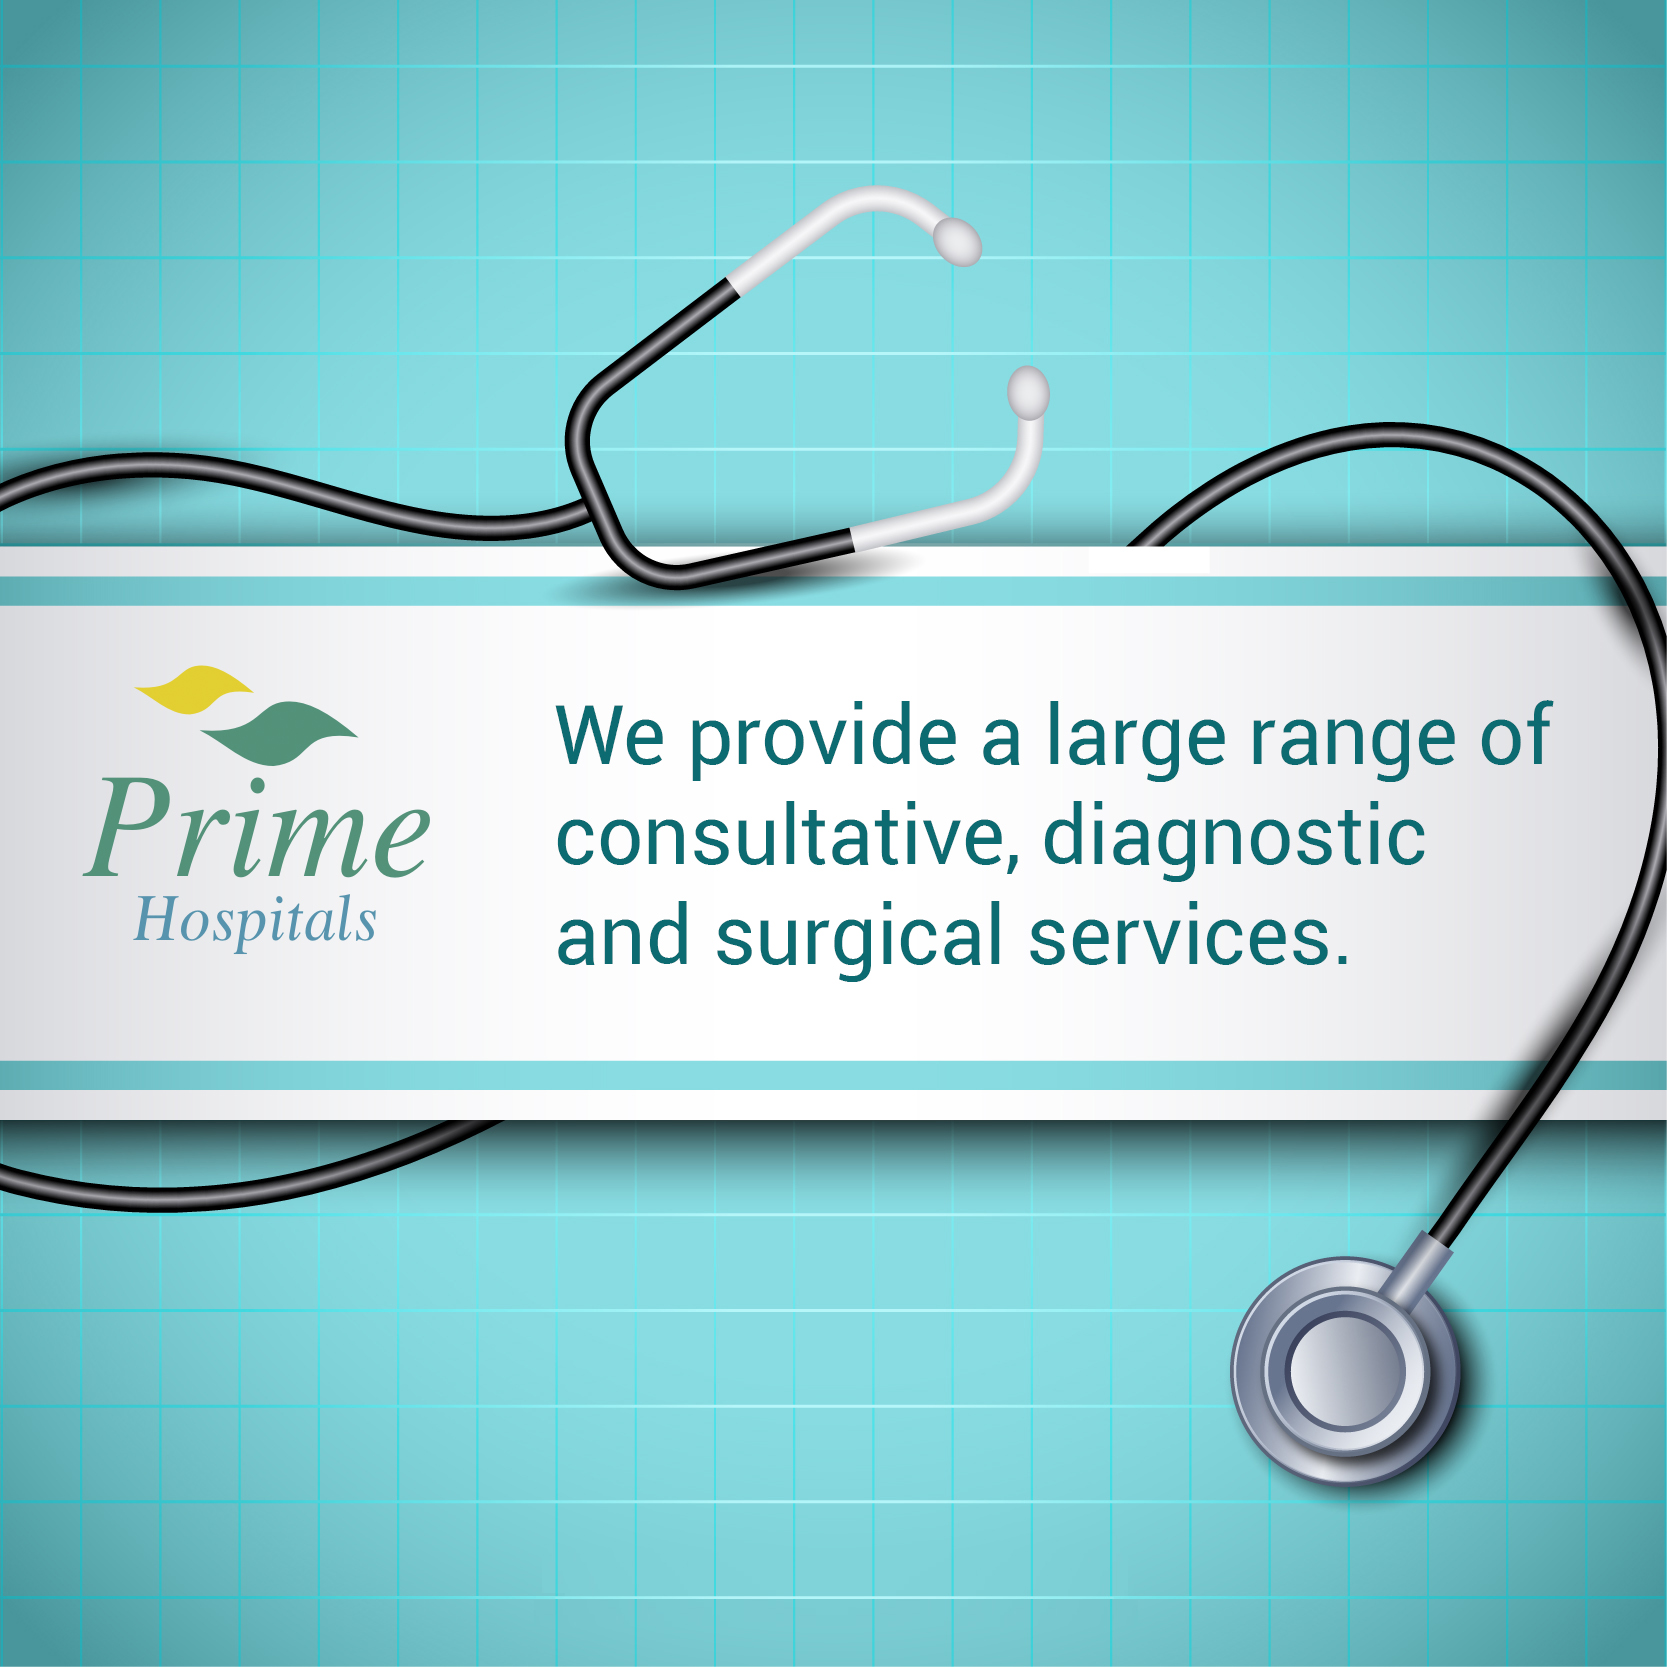 Prime
Hospitals
We provide a large range of
consultative, diagnostic
and surgical services.